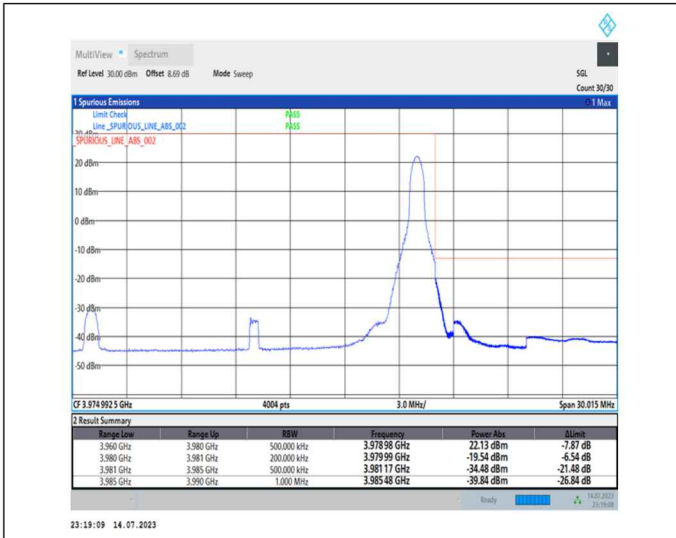 MultiView Spectrum
Ref Level 30.00 dBm Offset 8.69 dB Mode Sweep SGL
Count 30/30
1 Spurious Emissions 1 Max
Limit Check PASS
Line _SPURIOUS_LINE_ABS_002 PASS
30 dBm
SPURIOUS_LINE_ABS_002
20 dBm
10 dBm
0 dBm
-10 dBm
-20 dBm
-30 dBm
-40 dBm
-50 dBm
CF 3.974 992 5 GHz 4004 pts 3.0 MHz/ Span 30.015 MHz
2 Result Summary
Range Low Range Up RBW Frequency Power Abs ΔLimit
3.960 GHz 3.980 GHz 500.000 kHz 3.978 98 GHz 22.13 dBm -7.87 dB
3.980 GHz 3.981 GHz 200.000 kHz 3.979 99 GHz -19.54 dBm -6.54 dB
3.981 GHz 3.985 GHz 500.000 kHz 3.981 17 GHz -34.48 dBm -21.48 dB
3.985 GHz 3.990 GHz 1.000 MHz 3.985 48 GHz -39.84 dBm -26.84 dB
Ready 14.07.2023
23:19:08
23:19:09 14.07.2023